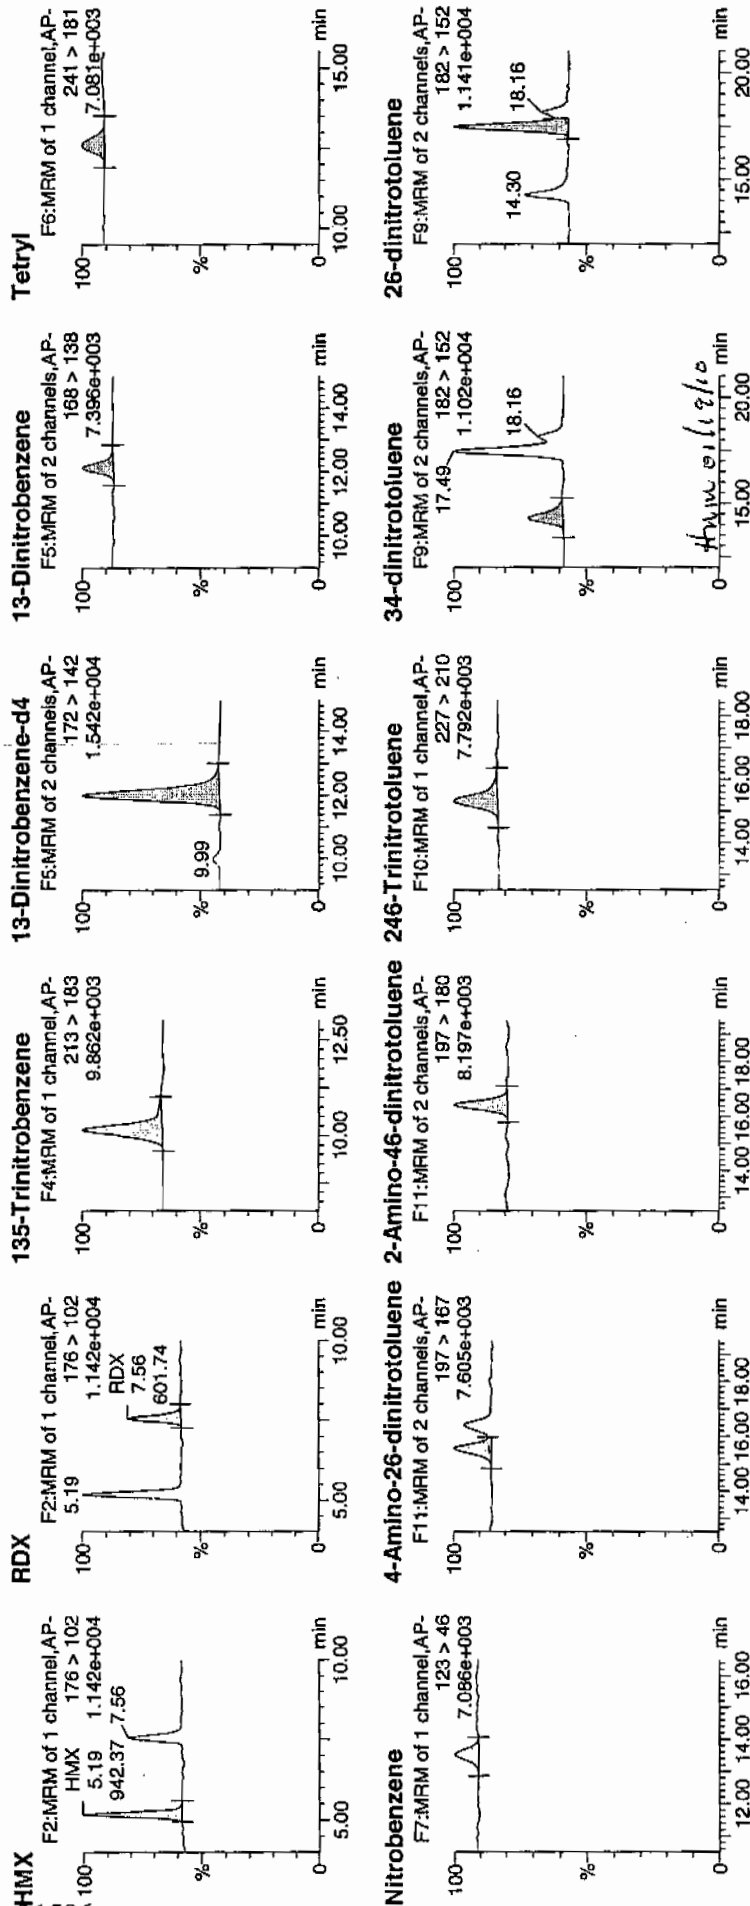 HMX
F2:MRM of 1 channel,AP-
176 > 102
1.142e+004
HMX
5.19
942.37
7.56
100
%
0
5.00
10.00
min
RDX
F2:MRM of 1 channel,AP-
176 > 102
1.142e+004
5.19
RDX
7.56
601.74
100
%
0
5.00
10.00
min
135-Trinitrobenzene
F4:MRM of 1 channel,AP-
213 > 183
9.862e+003
100
%
0
10.00
12.50
min
13-Dinitrobenzene-d4
F5:MRM of 2 channels,AP-
172 > 142
1.542e+004
9.99
100
%
0
10.00
12.00
14.00
min
13-Dinitrobenzene
F5:MRM of 2 channels,AP-
168 > 138
7.396e+003
100
%
0
10.00
12.00
14.00
min
Tetryl
F6:MRM of 1 channel,AP-
241 > 181
7.081e+003
100
%
0
10.00
15.00
min
Nitrobenzene
F7:MRM of 1 channel,AP-
123 > 46
7.086e+003
100
%
0
12.00
14.00
16.00
min
4-Amino-26-dinitrotoluene
F11:MRM of 2 channels,AP-
197 > 167
7.605e+003
100
%
0
14.00
16.00
18.00
min
2-Amino-46-dinitrotoluene
F11:MRM of 2 channels,AP-
197 > 180
8.197e+003
100
%
0
14.00
16.00
18.00
min
246-Trinitrotoluene
F10:MRM of 1 channel,AP-
227 > 210
7.792e+003
100
%
0
14.00
16.00
18.00
min
34-dinitrotoluene
F9:MRM of 2 channels,AP-
182 > 152
1.102e+004
17.49
18.16
100
%
0
15.00
20.00
min
01/19/10
26-dinitrotoluene
F9:MRM of 2 channels,AP-
182 > 152
1.141e+004
14.30
18.16
100
%
0
15.00
20.00
min